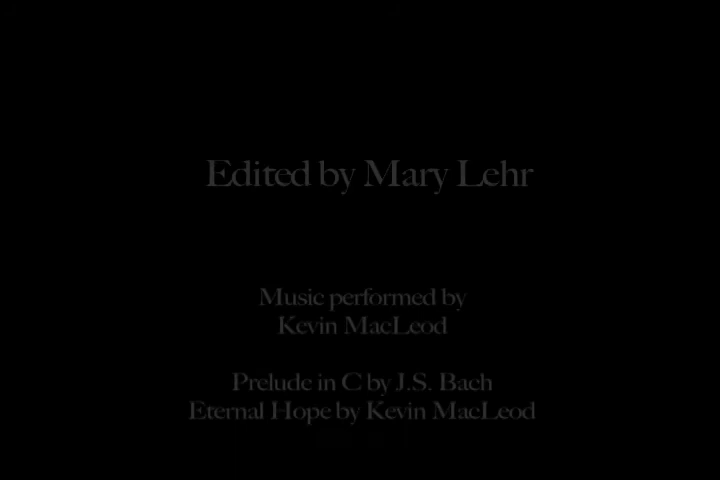 Edited by Mary Lehr
Music performed by
Kevin MacLeod
Prelude in C by J.S. Bach
Eternal Hope by Kevin MacLeod